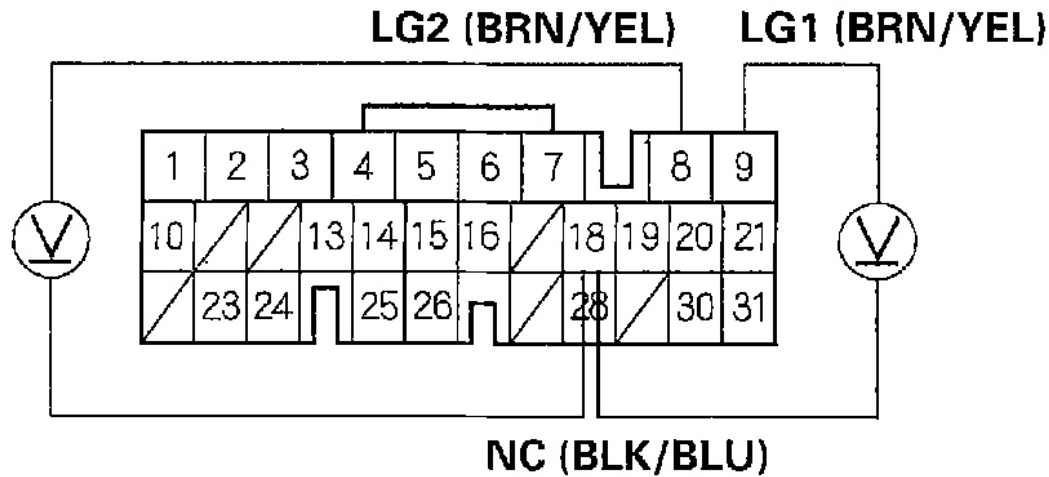 LG2 (BRN/YEL) LG1 (BRN/YEL)
1 2 3 4 5 6 7 8 9
V 10 13 14 15 16 18 19 20 21 V
23 24 25 26 28 30 31
NC (BLK/BLU)